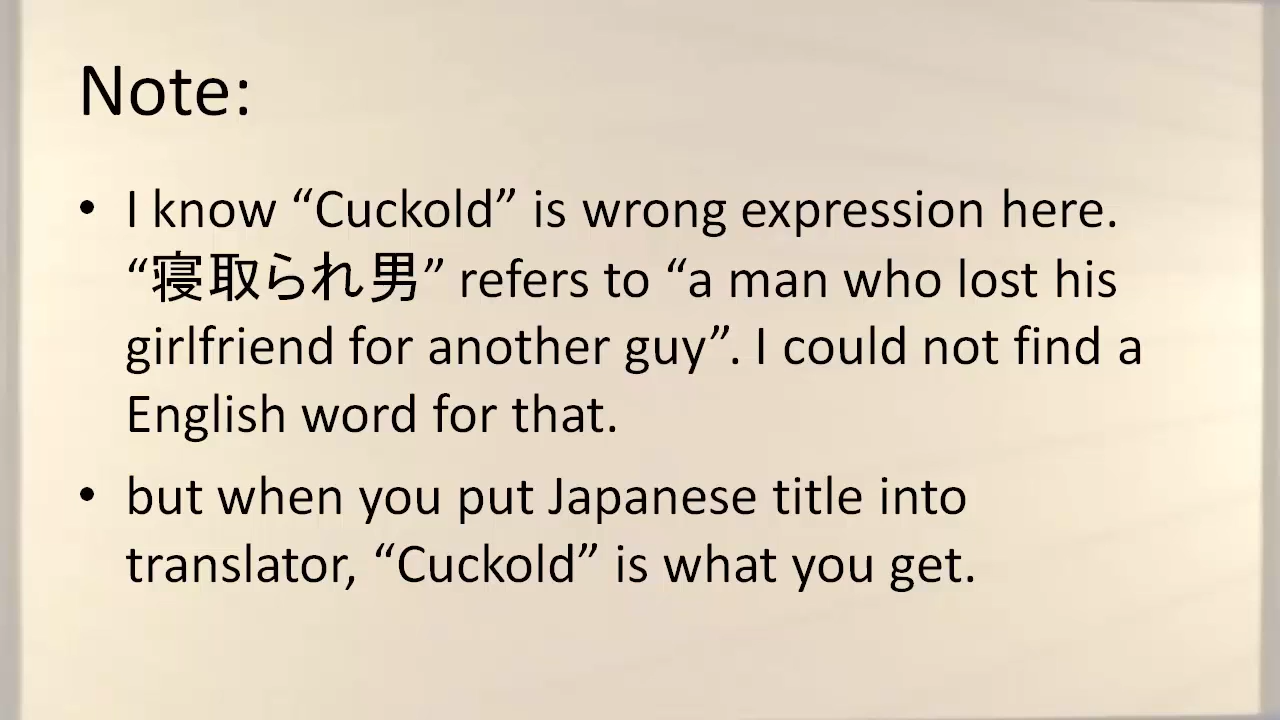 Note:
• I know “Cuckold” is wrong expression here.
“寝取られ男” refers to “a man who lost his
girlfriend for another guy”. I could not find a
English word for that.
• but when you put Japanese title into
translator, “Cuckold” is what you get.